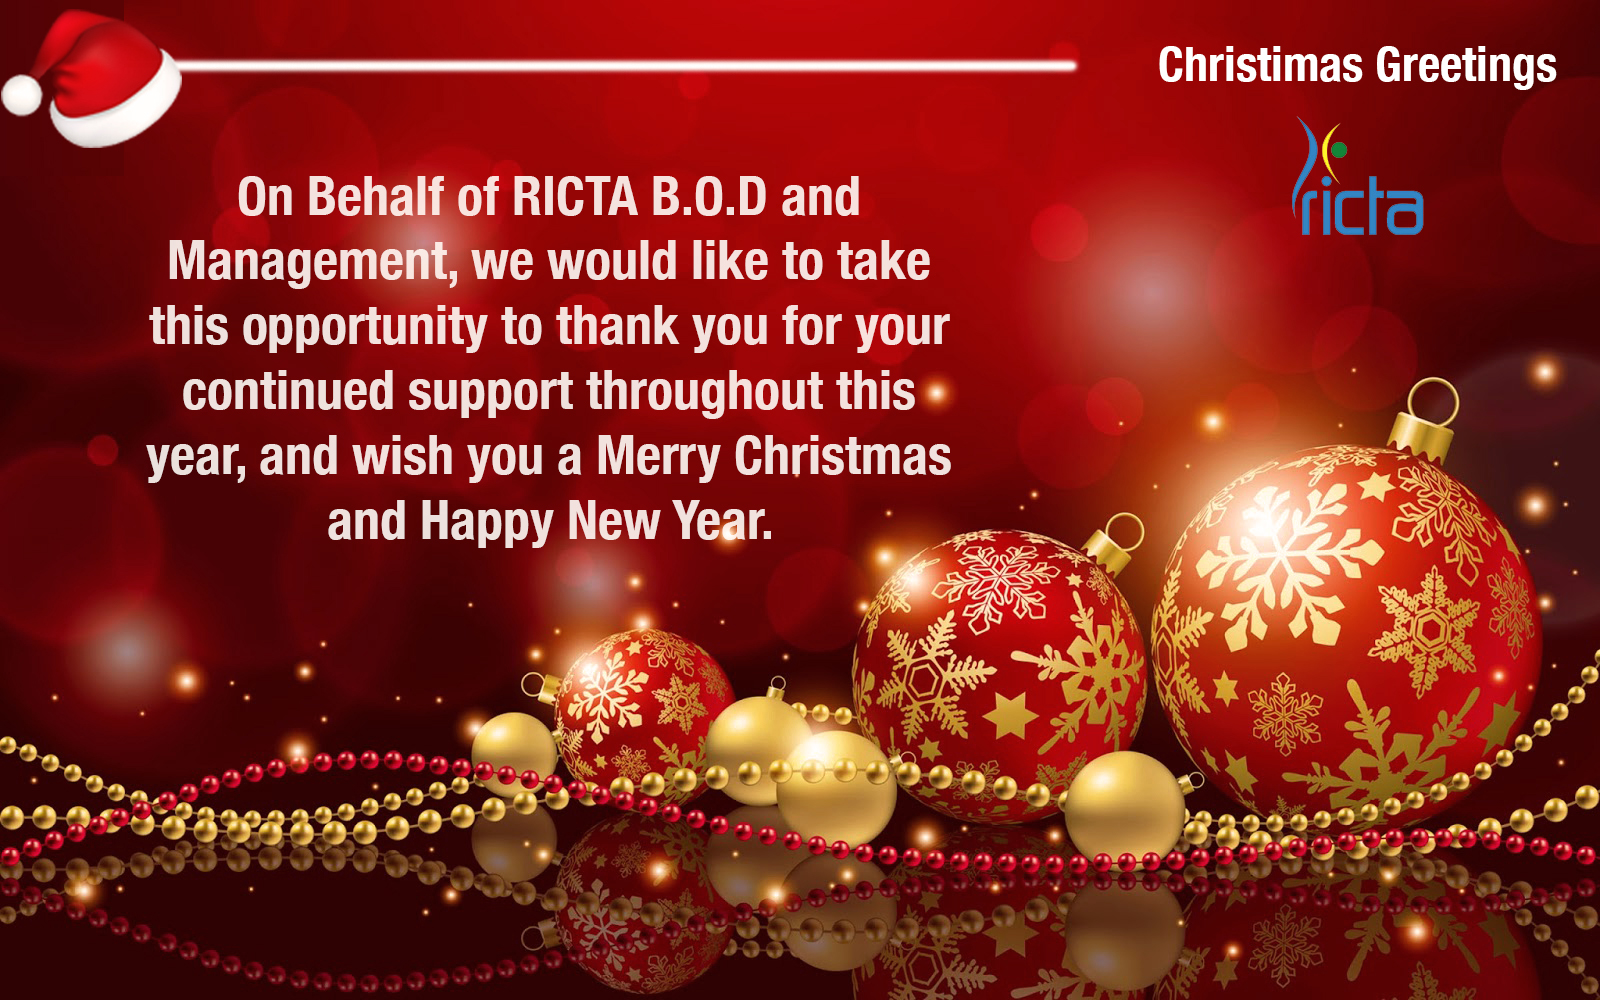 Christimas Greetings
ricta
On Behalf of RICTA B.O.D and
Management, we would like to take
this opportunity to thank you for your
continued support throughout this
year, and wish you a Merry Christmas
and Happy New Year.